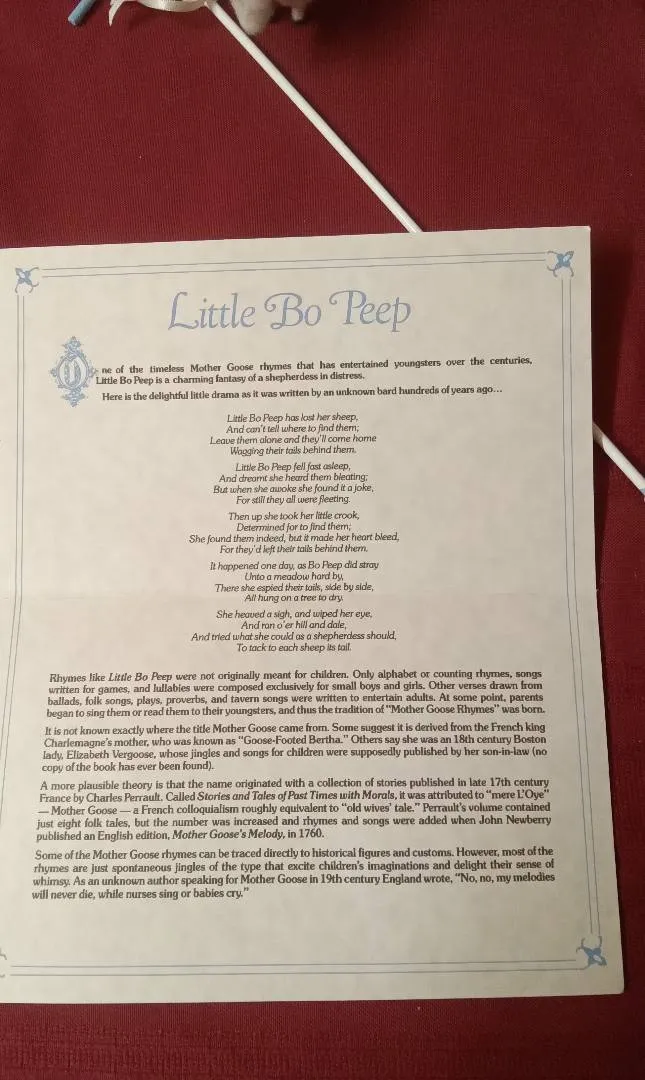 Little Bo Peep
One of the timeless Mother Goose rhymes that has entertained youngsters over the centuries,
Little Bo Peep is a charming fantasy of a shepherdess in distress.
Here is the delightful little drama as it was written by an unknown bard hundreds of years ago...
Little Bo Peep has lost her sheep,
And can't tell where to find them;
Leave them alone and they'll come home
Wagging their tails behind them.
Little Bo Peep fell fast asleep,
And dreamt she heard them bleating;
But when she awoke she found it a joke,
For still they all were fleeting.
Then up she took her little crook,
Determined for to find them;
She found them indeed, but it made her heart bleed,
For they'd left their tails behind them.
It happened one day, as Bo Peep did stray
Unto a meadow hard by,
There she espied their tails, side by side,
All hung on a tree to dry.
She heaved a sigh, and wiped her eye,
And ran o'er hill and dale,
And tried what she could as a shepherdess should,
To tack to each sheep its tail.
Rhymes like Little Bo Peep were not originally meant for children. Only alphabet or counting rhymes, songs
written for games, and lullabies were composed exclusively for small boys and girls. Other verses drawn from
ballads, folk songs, plays, proverbs, and tavern songs were written to entertain adults. At some point, parents
began to sing them or read them to their youngsters, and thus the tradition of "Mother Goose Rhymes" was born.
It is not known exactly where the title Mother Goose came from. Some suggest it is derived from the French king
Charlemagne's mother, who was known as "Goose-Footed Bertha." Others say she was an 18th century Boston
lady, Elizabeth Vergoose, whose jingles and songs for children were supposedly published by her son-in-law (no
copy of the book has ever been found).
A more plausible theory is that the name originated with a collection of stories published in late 17th century
France by Charles Perrault. Called Stories and Tales of Past Times with Morals, it was attributed to "mere L'Oye"
— Mother Goose — a French colloquialism roughly equivalent to "old wives' tale." Perrault's volume contained
just eight folk tales, but the number was increased and rhymes and songs were added when John Newberry
published an English edition, Mother Goose's Melody, in 1760.
Some of the Mother Goose rhymes can be traced directly to historical figures and customs. However, most of the
rhymes are just spontaneous jingles of the type that excite children's imaginations and delight their sense of
whimsy. As an unknown author speaking for Mother Goose in 19th century England wrote, "No, no, my melodies
will never die, while nurses sing or babies cry."